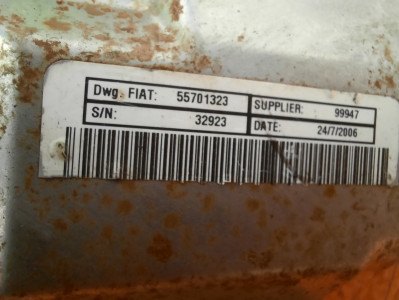 Dwg. FIAT: 55701323 SUPPLIER: 99947
S/N: 32923 DATE: 24/7/2006